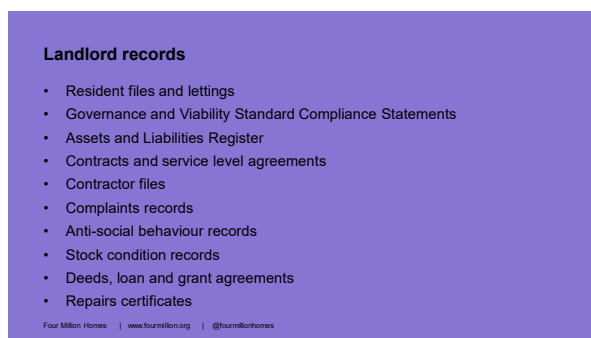 Landlord records
• Resident files and lettings
• Governance and Viability Standard Compliance Statements
• Assets and Liabilities Register
• Contracts and service level agreements
• Contractor files
• Complaints records
• Anti-social behaviour records
• Stock condition records
• Deeds, loan and grant agreements
• Repairs certificates
Four Million Homes | www.fourmillion.org | @fourmillionhomes